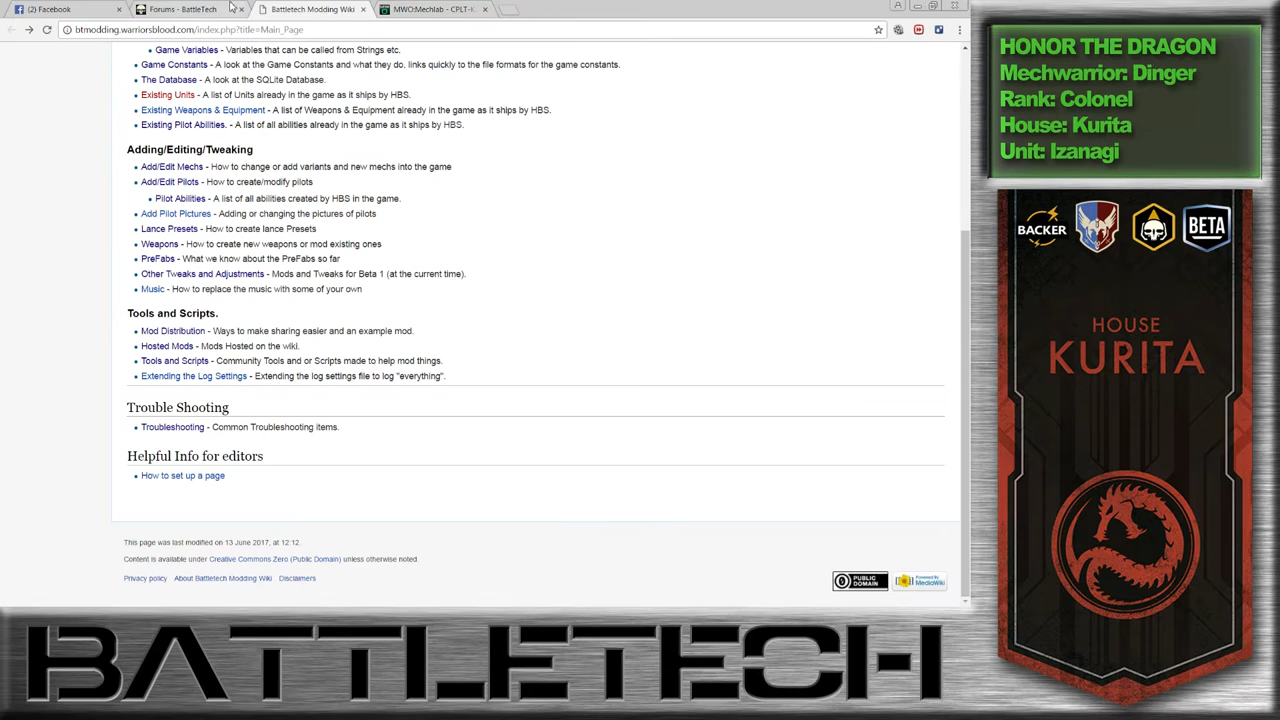 Facebook
Forums - BattleTech
Battletech Modding Wiki
MWO:Mechlab - CPLT-K
btmodding.warriorsblood.com/index.php?title=Main_Page
Game Variables - Variables that can be called from Strings etc.
Game Constants - A look at the Game Constants and what they do, links quickly to the file formats for the game constants.
The Database - A look at the SQLite Database.
Existing Units - A list of Units already in the game as it ships by HBS.
Existing Weapons & Equipment - A list of Weapons & Equipment already in the game as it ships by HBS.
Existing Pilot Abilities. - A list of all abilities already in the game as it ships by HBS.
Adding/Editing/Tweaking
Add/Edit Mechs - How to change or add variants and new mechs into the game
Add/Edit Pilots - How to create/modify pilots
Pilot Abilities - A list of all abilities created by HBS in the game.
Add Pilot Pictures - Adding or changing the pictures of pilots
Lance Presets - How to create Lance Presets
Weapons - How to create new weapons or mod existing ones
PreFabs - What we know about the PreFabs so far
Other Tweaks and Adjustments - Mods and Tweaks for Beta 1 (at the current time).
Music - How to replace the music with some of your own
Tools and Scripts.
Mod Distribution - Ways to make sharing easier and an example mod.
Hosted Mods - Mods Hosted on the wiki.
Tools and Scripts - Community Tools and or Scripts made to help mod things.
Extending the Log Settings - Extending the log settings file to log "everything".
Trouble Shooting
Troubleshooting - Common Troubleshooting items.
Helpful Info for editors
How to set up a page
This page was last modified on 13 June 2017, at 12:12.
Content is available under Creative Commons Zero (Public Domain) unless otherwise noted.
Privacy policy About Battletech Modding Wiki Disclaimers
PUBLIC DOMAIN
Powered By MediaWiki
HONOR THE DRAGON
Mechwarrior: Dinger
Rank: Colonel
House: Kurita
Unit: Izanagi
BACKER
BETA
HOUSE
KURITA
BATTLETECH